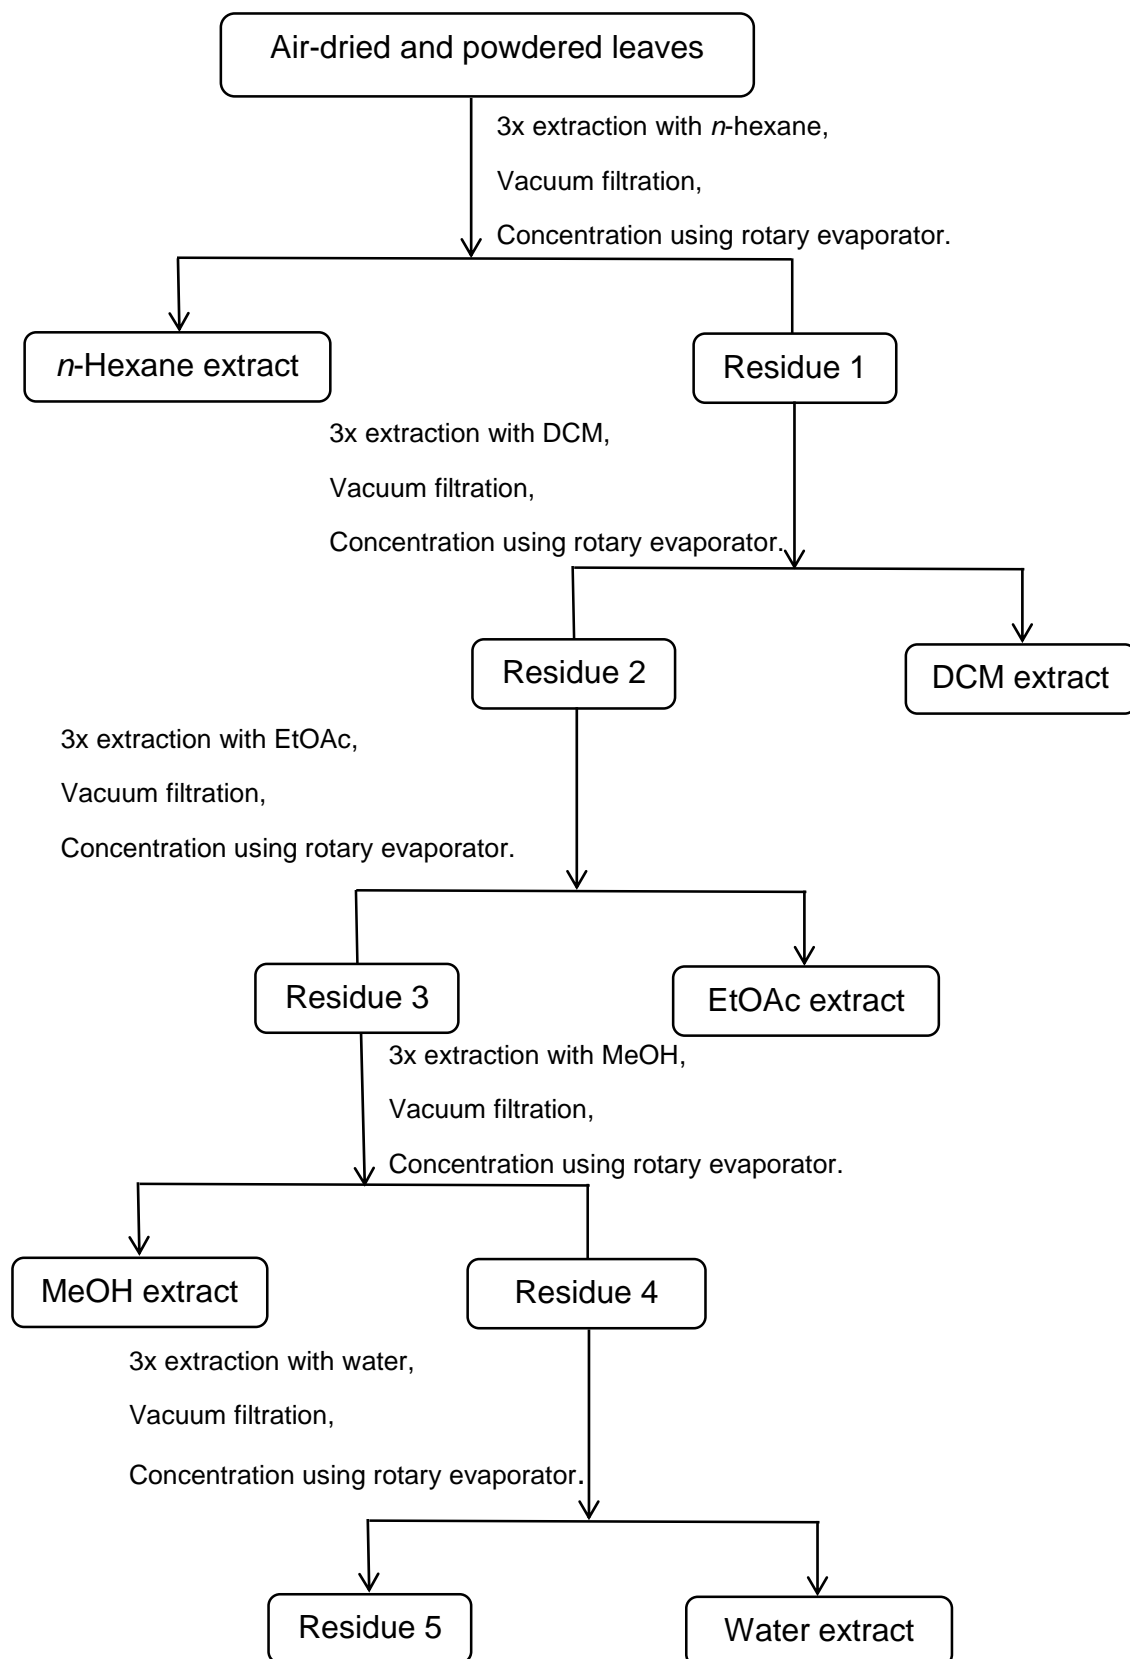 Air-dried and powdered leaves
3x extraction with n-hexane,
Vacuum filtration,
Concentration using rotary evaporator.
n-Hexane extract
Residue 1
3x extraction with DCM,
Vacuum filtration,
Concentration using rotary evaporator.
Residue 2
DCM extract
3x extraction with EtOAc,
Vacuum filtration,
Concentration using rotary evaporator.
Residue 3
EtOAc extract
3x extraction with MeOH,
Vacuum filtration,
Concentration using rotary evaporator.
MeOH extract
Residue 4
3x extraction with water,
Vacuum filtration,
Concentration using rotary evaporator.
Residue 5
Water extract